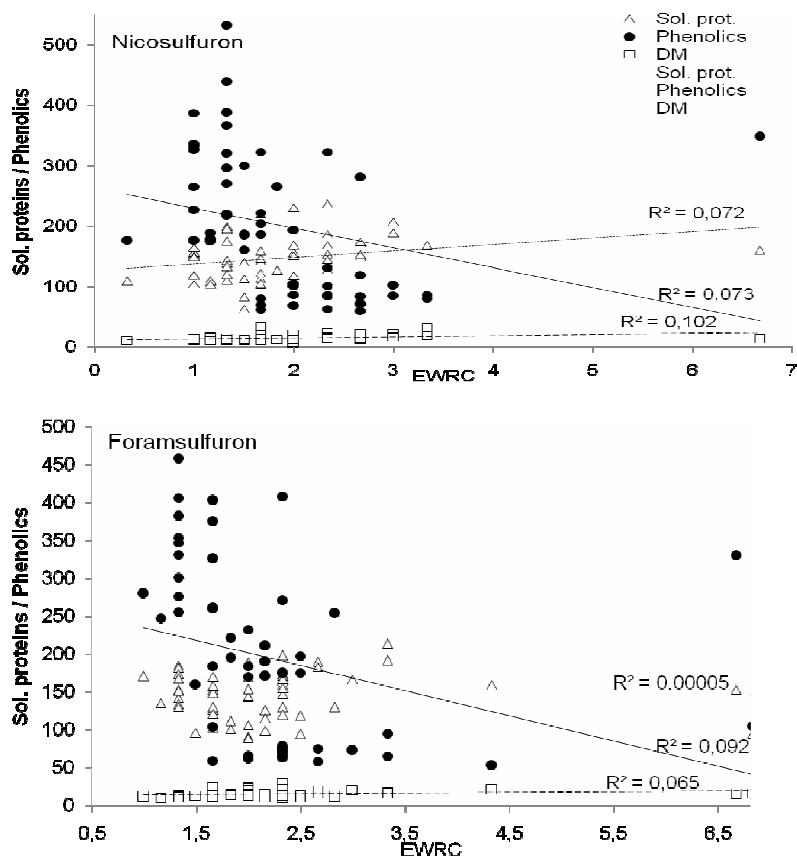 Nicosulfuron
Sol. prot.
Phenolics
DM
Sol. prot.
Phenolics
DM
Sol. proteins / Phenolics
500
400
300
200
100
0
R² = 0,072
R² = 0,073
R² = 0,102
0 1 2 3 4 5 6 7
EWRC
Foramsulfuron
Sol. proteins / Phenolics
500
450
400
350
300
250
200
150
100
50
0
R² = 0.00005
R² = 0,092
R² = 0,065
0,5 1,5 2,5 3,5 4,5 5,5 6,5
EWRC